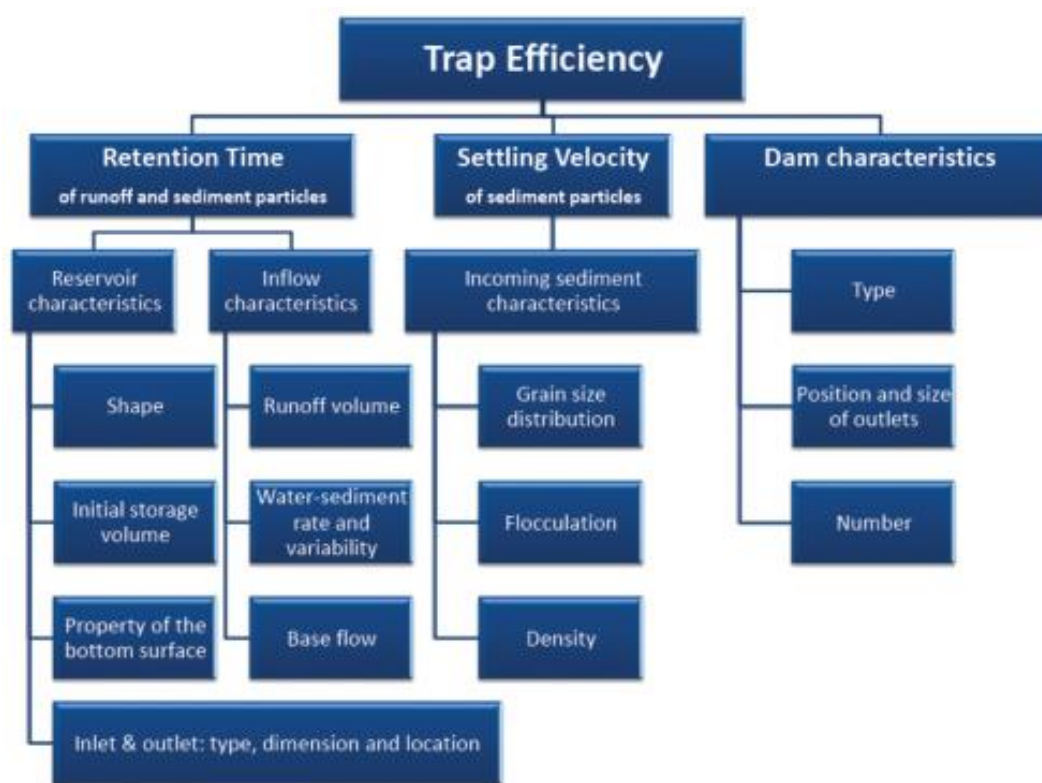 Trap Efficiency
Retention Time
of runoff and sediment particles
Settling Velocity
of sediment particles
Dam characteristics
Reservoir
characteristics
Inflow
characteristics
Incoming sediment
characteristics
Type
Shape
Runoff volume
Grain size
distribution
Position and size
of outlets
Initial storage
volume
Water-sediment
rate and
variability
Flocculation
Number
Property of the
bottom surface
Base flow
Density
Inlet & outlet: type, dimension and location